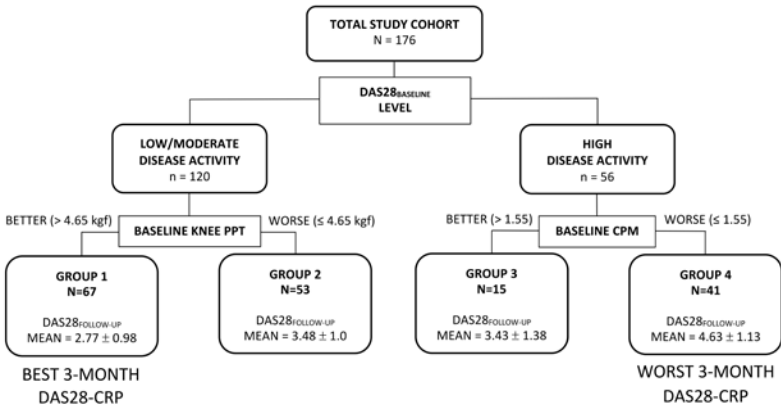 TOTAL STUDY COHORT
N = 176
DAS28BASELINE
LEVEL
LOW/MODERATE
DISEASE ACTIVITY
n = 120
HIGH
DISEASE ACTIVITY
n = 56
BETTER (> 4.65 kgf)
BASELINE KNEE PPT
WORSE (≤ 4.65 kgf)
BETTER (> 1.55)
BASELINE CPM
WORSE (≤ 1.55)
GROUP 1
N=67
DAS28FOLLOW-UP
MEAN = 2.77 ± 0.98
GROUP 2
N=53
DAS28FOLLOW-UP
MEAN = 3.48 ± 1.0
GROUP 3
N=15
DAS28FOLLOW-UP
MEAN = 3.43 ± 1.38
GROUP 4
N=41
DAS28FOLLOW-UP
MEAN = 4.63 ± 1.13
BEST 3-MONTH
DAS28-CRP
WORST 3-MONTH
DAS28-CRP